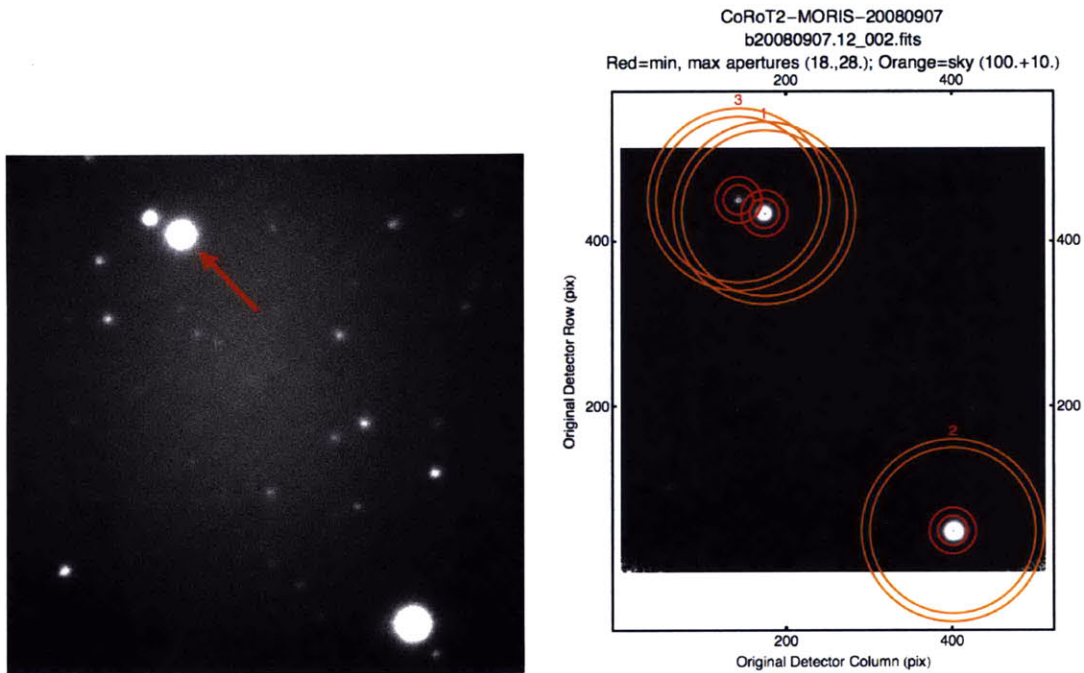 CoRoT2-MORIS-20080907
b20080907.12_002.fits
Red=min, max apertures (18.,28.); Orange=sky (100.+10.)
200 400
3 1
400 400
Original Detector Row (pix)
200 200
2
200 400
Original Detector Column (pix)